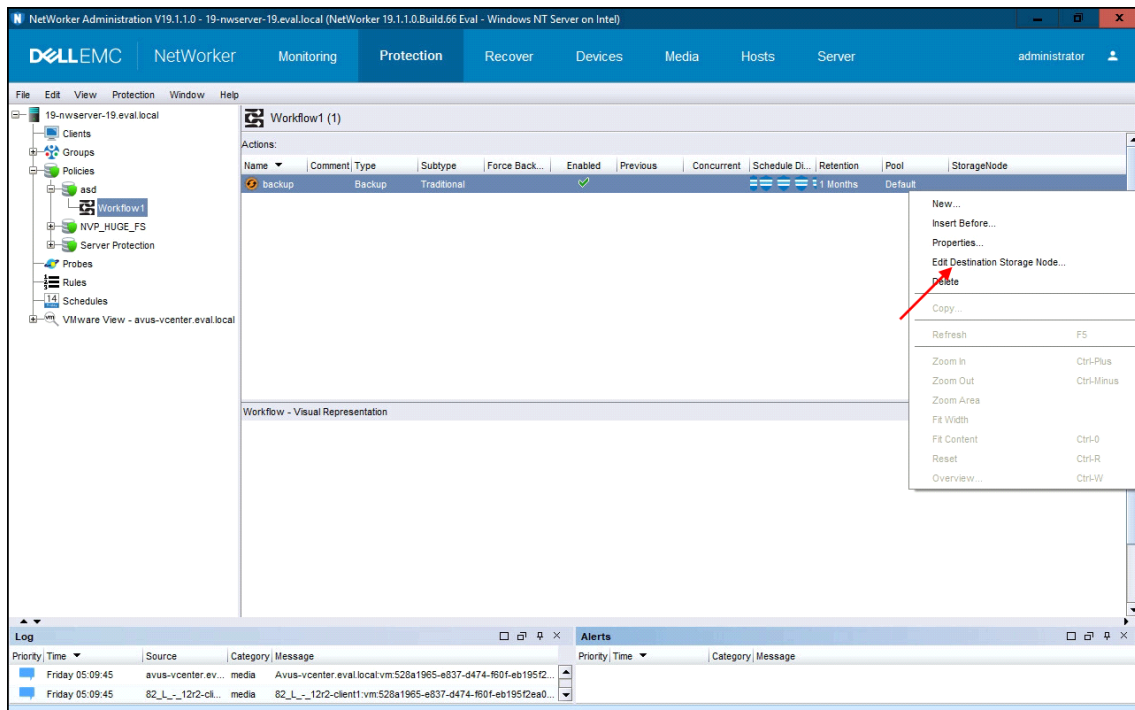 NetWorker Administration V19.1.1.0 - 19-nwserver-19.eval.local (NetWorker 19.1.1.0.Build.66 Eval - Windows NT Server on Intel)
DELLEMC NetWorker Monitoring Protection Recover Devices Media Hosts Server administrator
File Edit View Protection Window Help
19-nwserver-19.eval.local
Clients
Groups
Policies
asd
Workflow1
NVP_HUGE_FS
Server Protection
Probes
Rules
14 Schedules
VMware View - avus-vcenter.eval.local
Workflow1 (1)
Actions:
Name Comment Type Subtype Force Back... Enabled Previous Concurrent Schedule Di... Retention Pool StorageNode
backup Backup Traditional 1 Months Default
New...
Insert Before...
Properties...
Edit Destination Storage Node...
Delete
Copy...
Refresh F5
Zoom In Ctrl-Plus
Zoom Out Ctrl-Minus
Zoom Area
Fit Width
Fit Content Ctrl-0
Reset Ctrl-R
Overview... Ctrl-W
Workflow - Visual Representation
Log
Priority Time Source Category Message
Friday 05:09:45 avus-vcenter.ev... media Avus-vcenter.eval.local:vm:528a1965-e837-d474-f60f-eb195f2...
Friday 05:09:45 82_L_-_12r2-cli... media 82_L_-_12r2-client1:vm:528a1965-e837-d474-f60f-eb195f2ea0...
Alerts
Priority Time Category Message